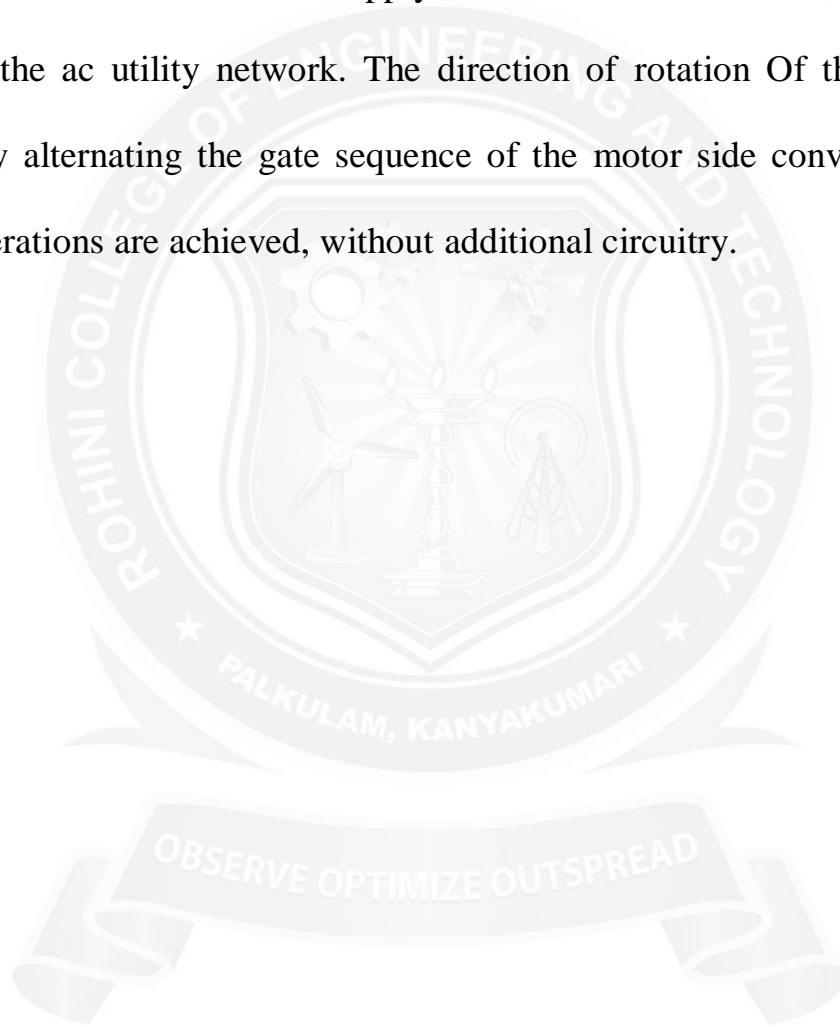 the ac utility network. The direction of rotation Of th
alternating the gate sequence of the motor side conv
erations are achieved, without additional circuitry.
ROHINI COLLEGE OF ENGINEERING AND TECHNOLOGY
PALKULAM, KANYAKUMARI
OBSERVE OPTIMIZE OUTSPREAD